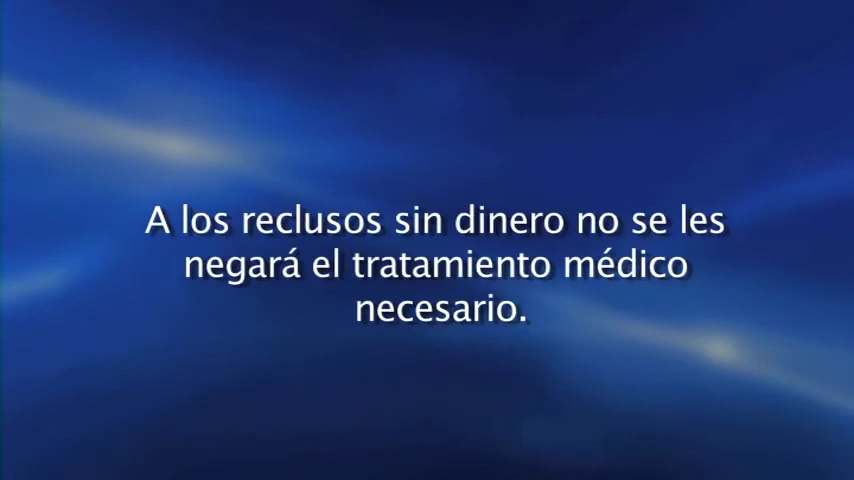 A los reclusos sin dinero no se les
negará el tratamiento médico
necesario.